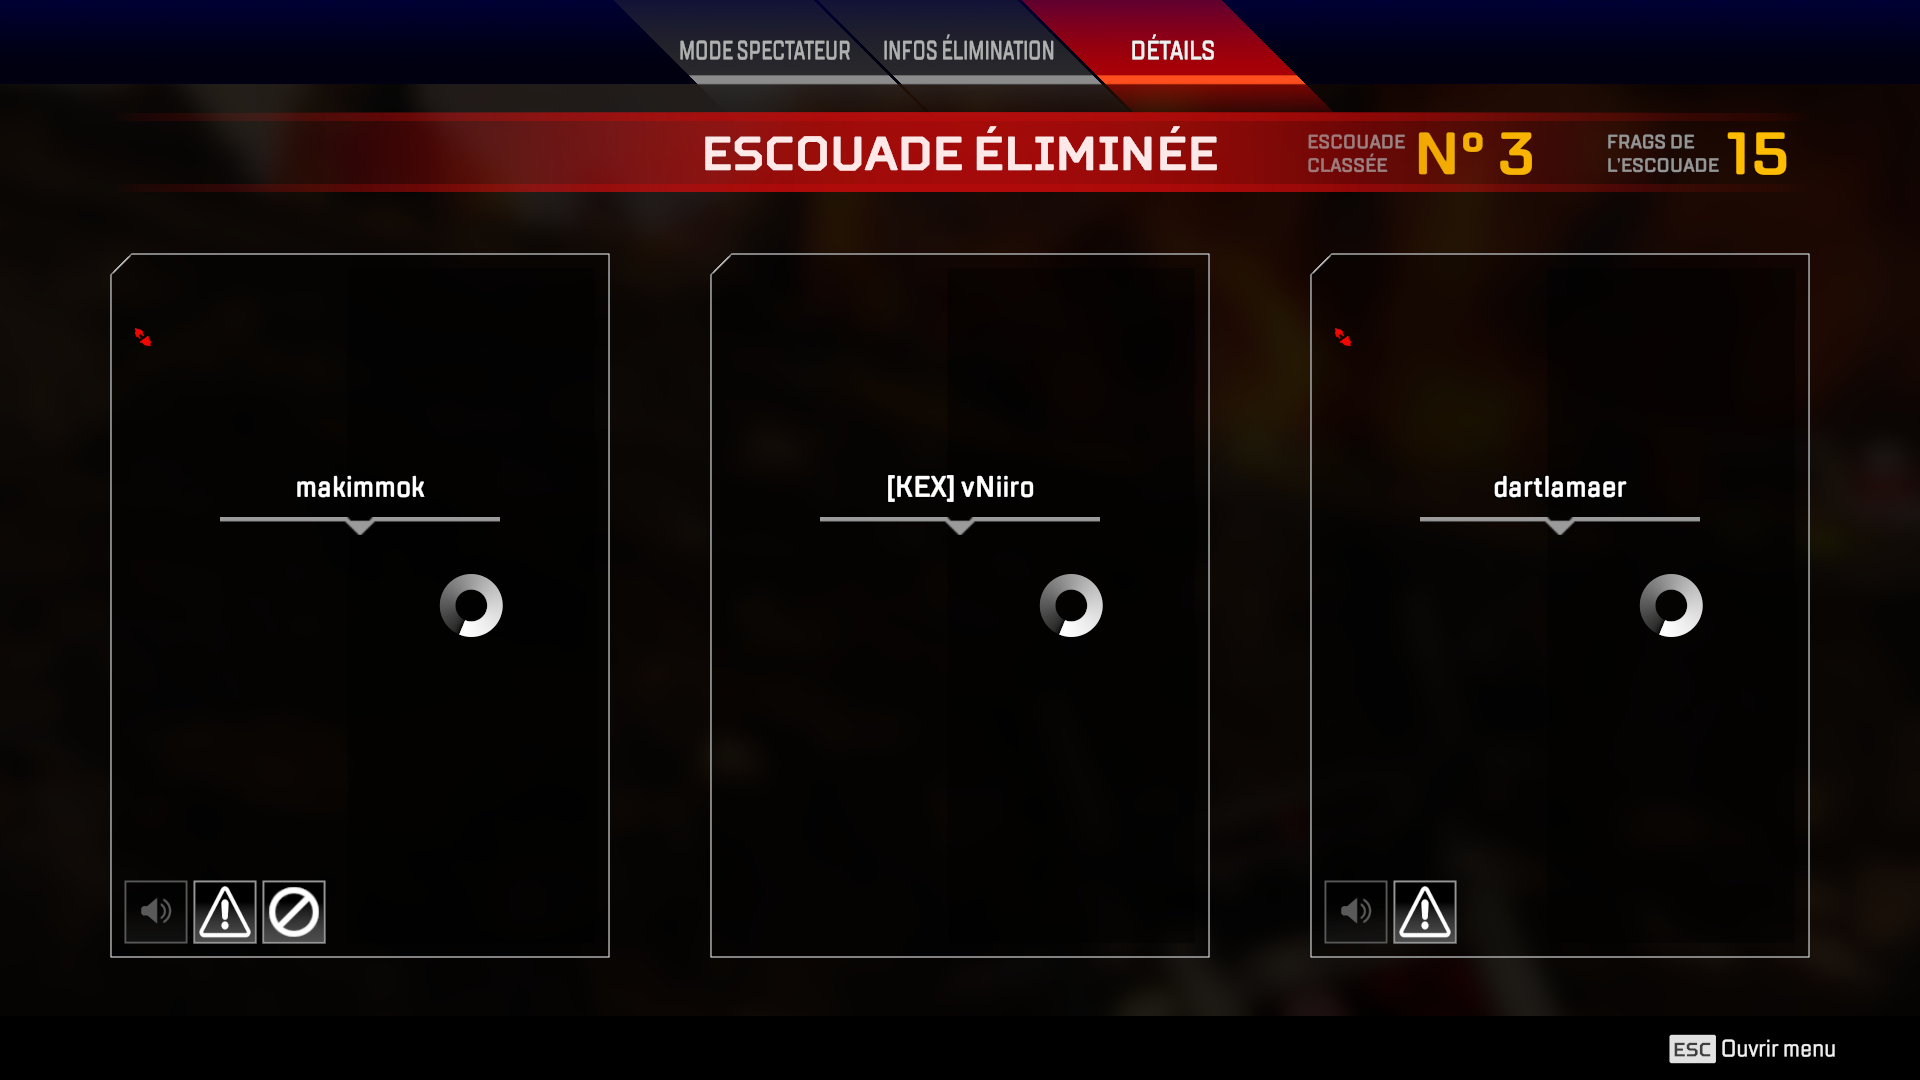 MODE SPECTATEUR
INFOS ÉLIMINATION
DÉTAILS
ESCOUADE ÉLIMINÉE
ESCOUADE
CLASSÉE
N° 3
FRAGS DE
L'ESCOUADE
15
makimmok
[KEX] vNiiro
dartlamaer
ESC Ouvrir menu